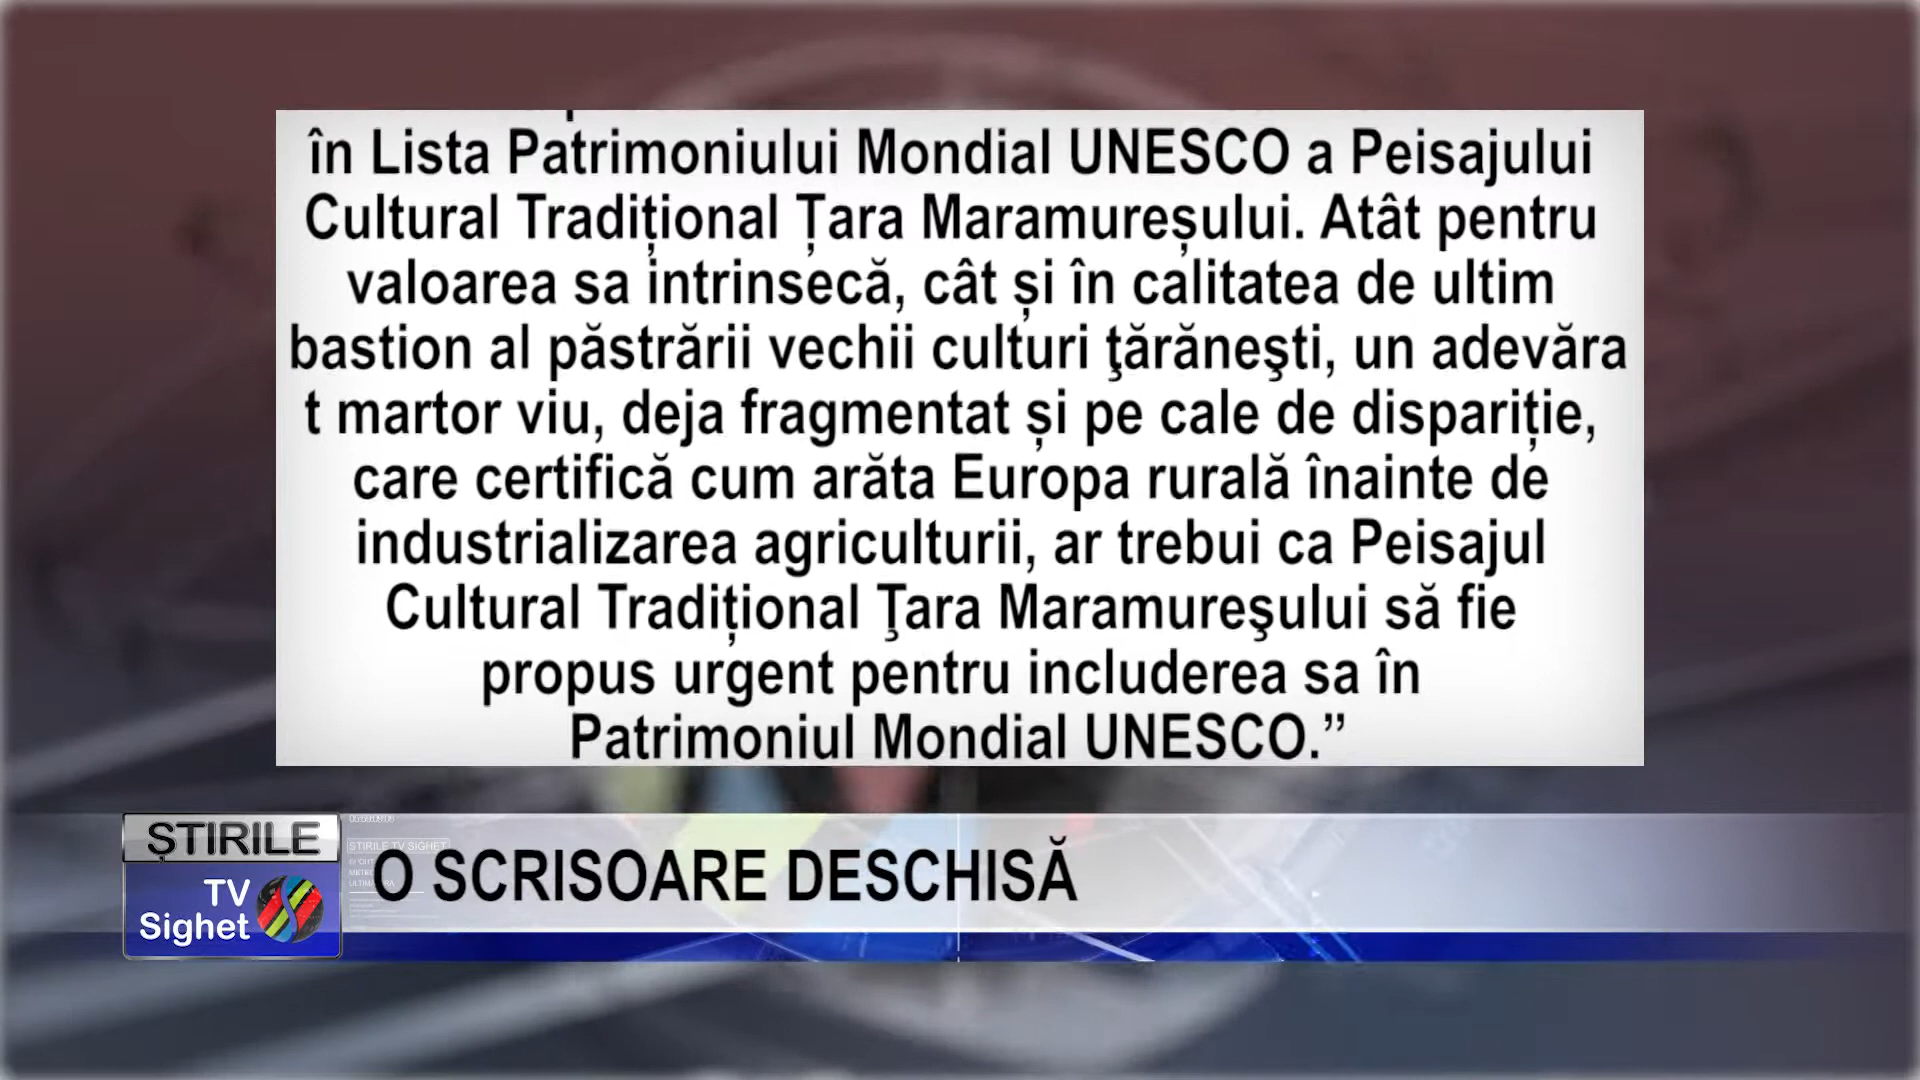 în Lista Patrimoniului Mondial UNESCO a Peisajului
Cultural Tradițional Țara Maramureșului. Atât pentru
valoarea sa intrinsecă, cât și în calitatea de ultim
bastion al păstrării vechii culturi ţărăneşti, un adevăra
t martor viu, deja fragmentat și pe cale de dispariție,
care certifică cum arăta Europa rurală înainte de
industrializarea agriculturii, ar trebui ca Peisajul
Cultural Tradițional Ţara Maramureşului să fie
propus urgent pentru includerea sa în
Patrimoniul Mondial UNESCO.”
ȘTIRILE
TV
Sighet
STIRILE TV SIGHET
O SCRISOARE DESCHISĂ